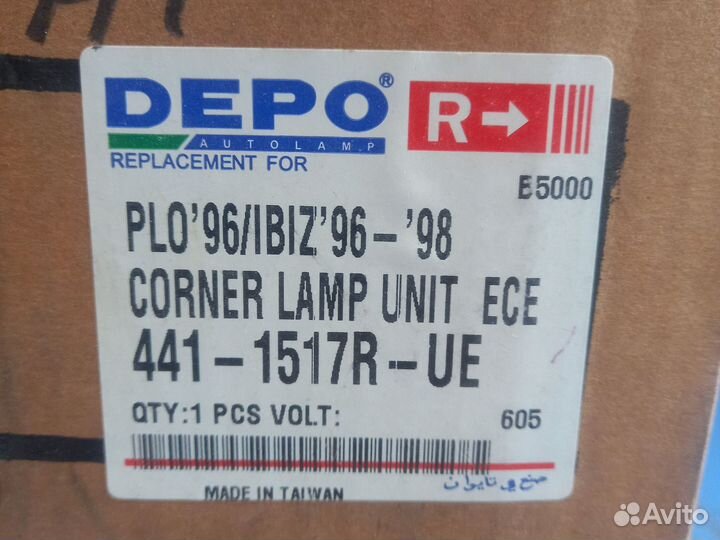 DEPO®
AUTOLAMP
REPLACEMENT FOR
R
E5000
PLO'96/IBIZ'96-'98
CORNER LAMP UNIT ECE
441-1517R-UE
QTY:1 PCS VOLT:
605
MADE IN TAIWAN
صنع في تايوان
Avito